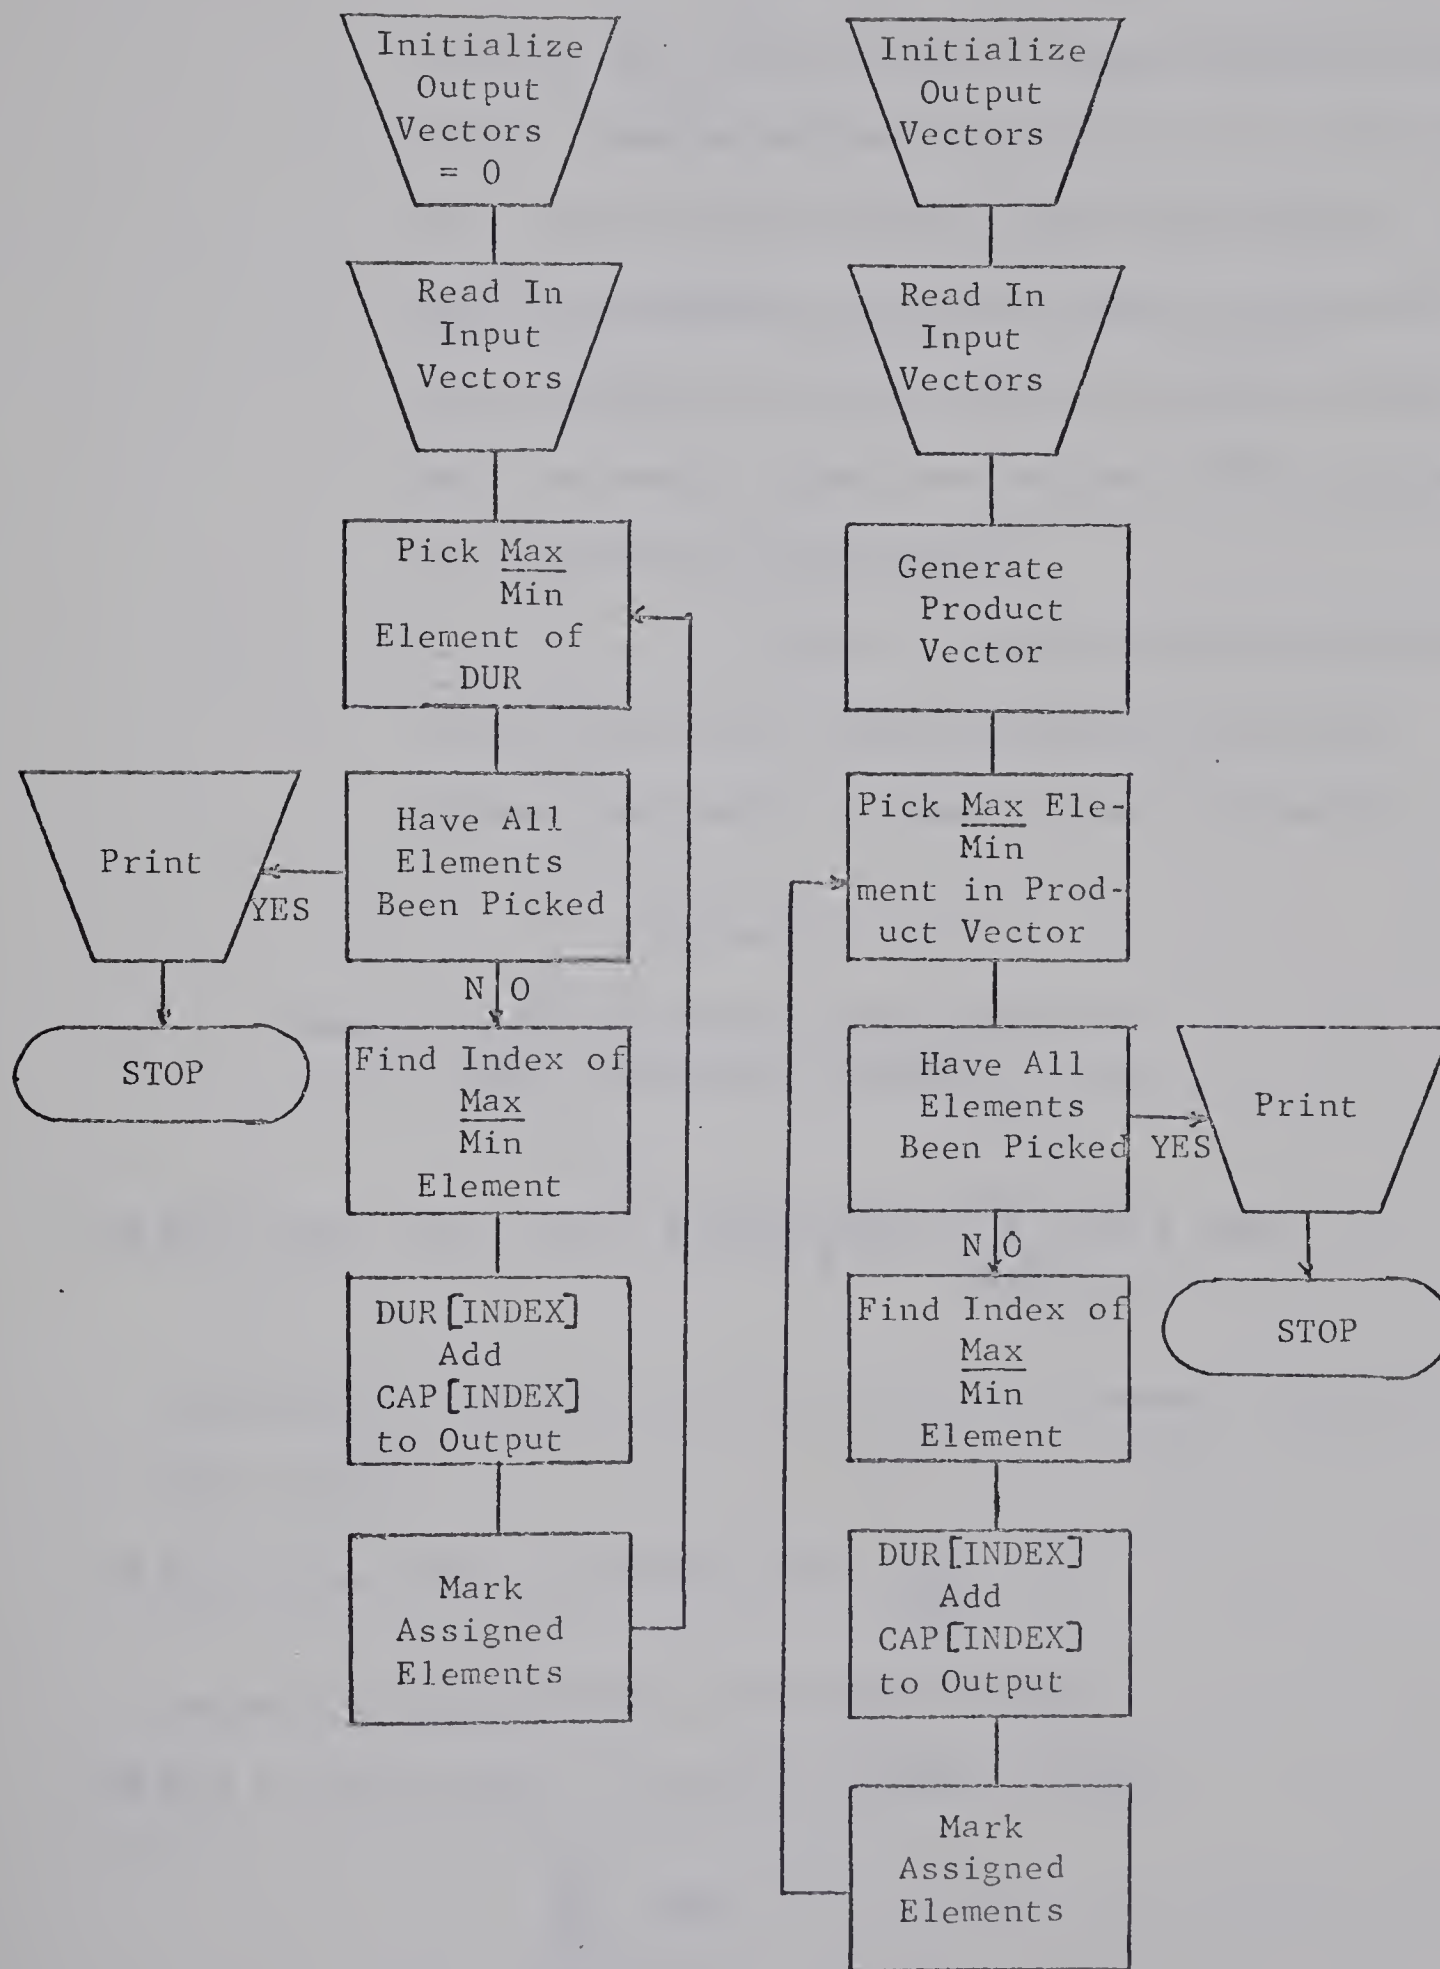 Initialize
Output
Vectors
= 0
Read In
Input
Vectors
Pick Max
Min
Element of
DUR
Have All
Elements
Been Picked
YES
Print
STOP
N O
Find Index of
Max
Min
Element
DUR[INDEX]
Add
CAP[INDEX]
to Output
Mark
Assigned
Elements
Initialize
Output
Vectors
Read In
Input
Vectors
Generate
Product
Vector
Pick Max Ele-
Min
ment in Prod-
uct Vector
Have All
Elements
Been Picked
YES
Print
STOP
N O
Find Index of
Max
Min
Element
DUR[INDEX]
Add
CAP[INDEX]
to Output
Mark
Assigned
Elements